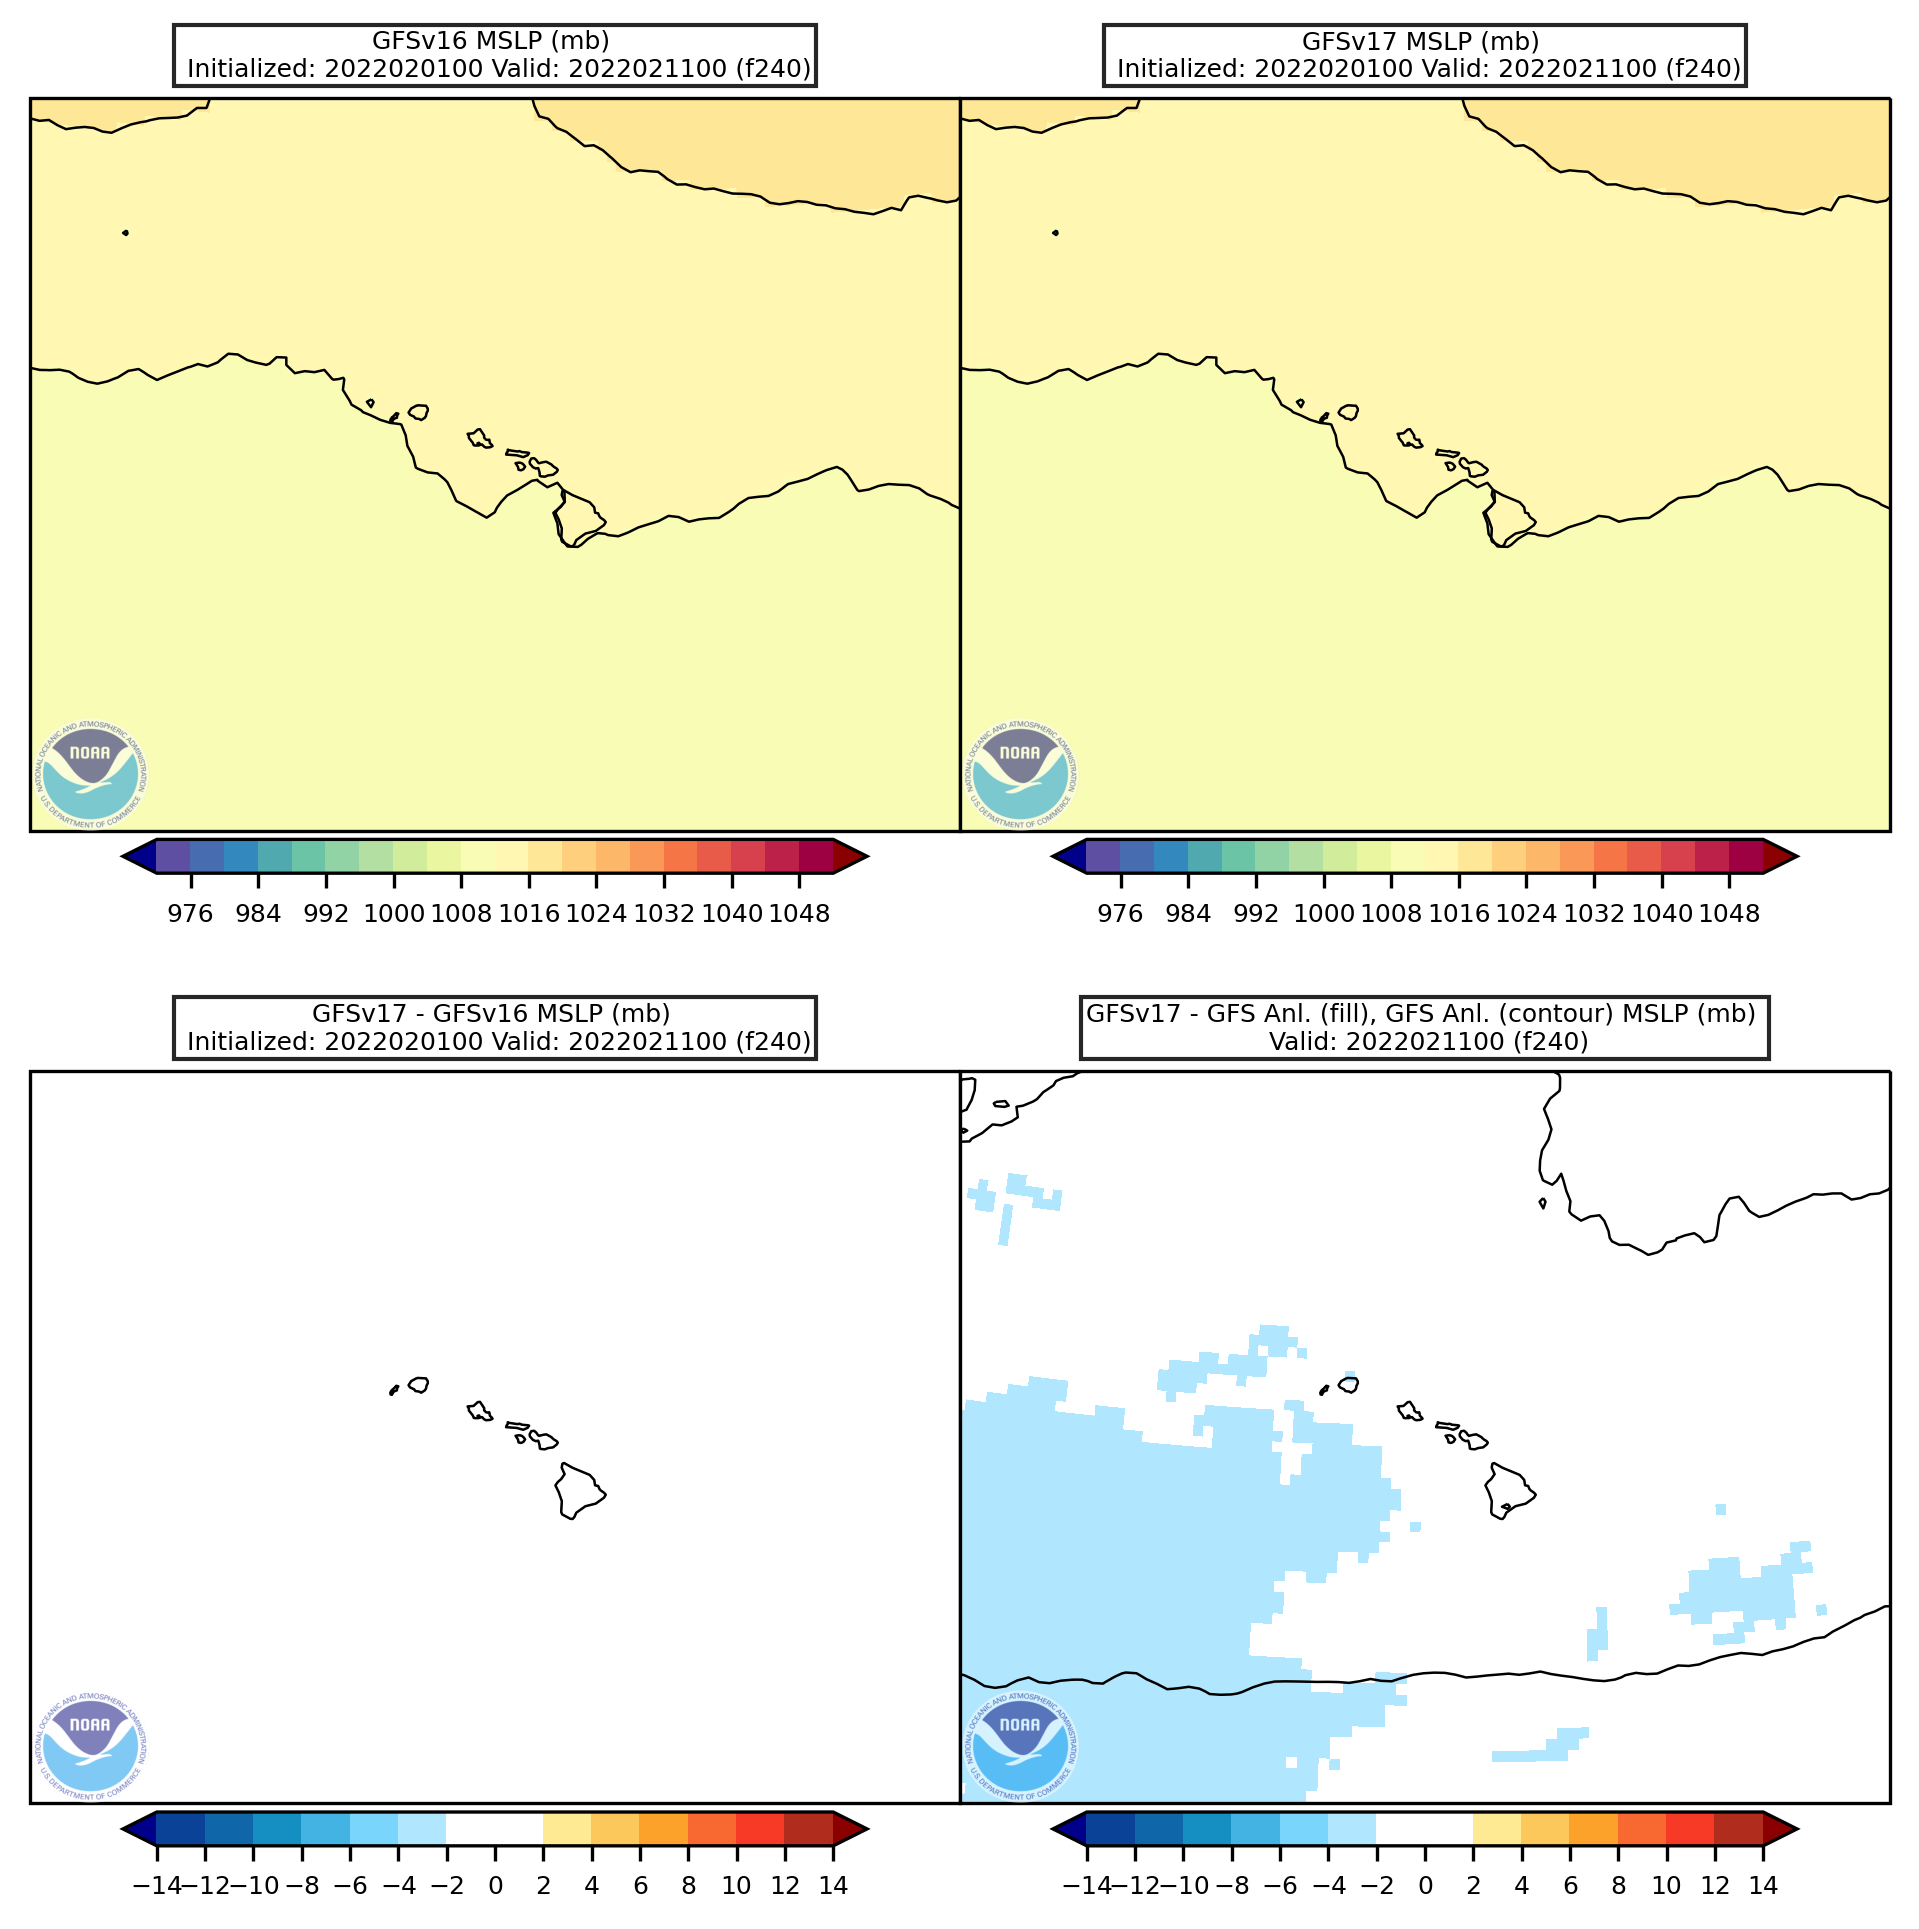 GFSv16 MSLP (mb)
Initialized: 2022020100 Valid: 2022021100 (f240)
GFSv17 MSLP (mb)
Initialized: 2022020100 Valid: 2022021100 (f240)
NATIONAL OCEANIC AND ATMOSPHERIC ADMINISTRATION
NOAA
U.S. DEPARTMENT OF COMMERCE
NATIONAL OCEANIC AND ATMOSPHERIC ADMINISTRATION
NOAA
U.S. DEPARTMENT OF COMMERCE
976 984 992 1000 1008 1016 1024 1032 1040 1048
976 984 992 1000 1008 1016 1024 1032 1040 1048
GFSv17 - GFSv16 MSLP (mb)
Initialized: 2022020100 Valid: 2022021100 (f240)
GFSv17 - GFS Anl. (fill), GFS Anl. (contour) MSLP (mb)
Valid: 2022021100 (f240)
NATIONAL OCEANIC AND ATMOSPHERIC ADMINISTRATION
NOAA
U.S. DEPARTMENT OF COMMERCE
NATIONAL OCEANIC AND ATMOSPHERIC ADMINISTRATION
NOAA
U.S. DEPARTMENT OF COMMERCE
−14 −12 −10 −8 −6 −4 −2 0 2 4 6 8 10 12 14
−14 −12 −10 −8 −6 −4 −2 0 2 4 6 8 10 12 14